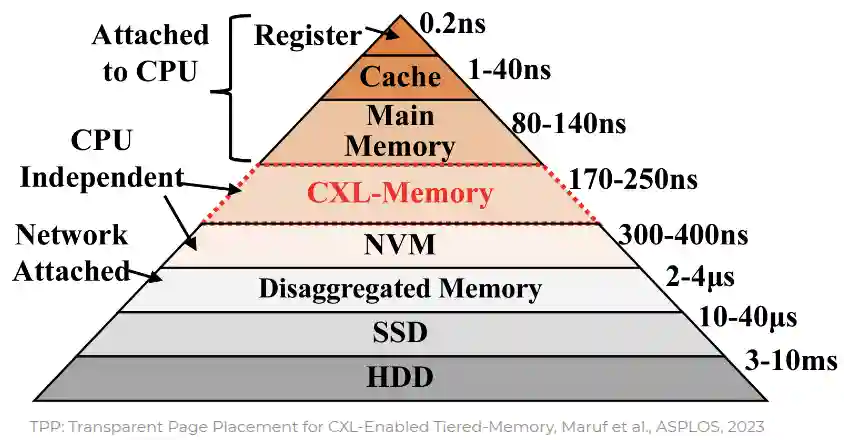 Attached
to CPU
Register
0.2ns
Cache
1-40ns
Main
Memory
80-140ns
CPU
Independent
CXL-Memory
170-250ns
NVM
300-400ns
Network
Attached
Disaggregated Memory
2-4μs
SSD
10-40μs
HDD
3-10ms
TPP: Transparent Page Placement for CXL-Enabled Tiered-Memory, Maruf et al., ASPLOS, 2023